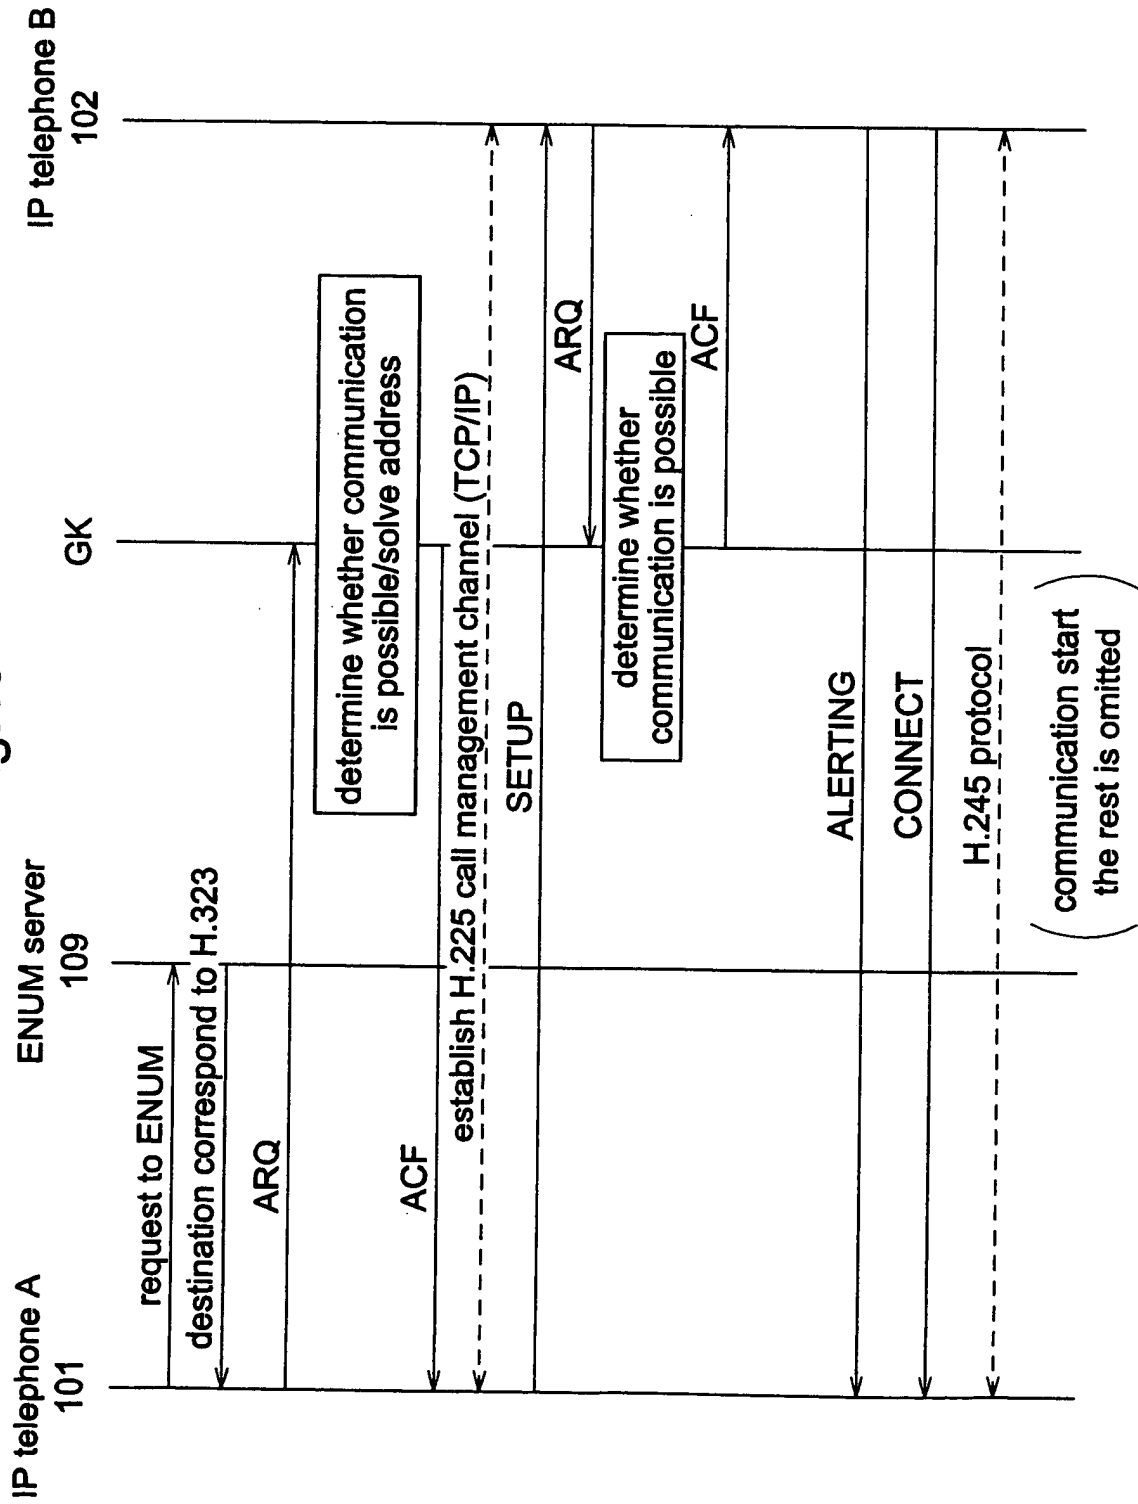 IP telephone A
101
ENUM server
109
GK
IP telephone B
102
request to ENUM
destination correspond to H.323
ARQ
determine whether communication
is possible/solve address
ACF
establish H.225 call management channel (TCP/IP)
SETUP
ARQ
determine whether
communication is possible
ACF
ALERTING
CONNECT
H.245 protocol
communication start
the rest is omitted